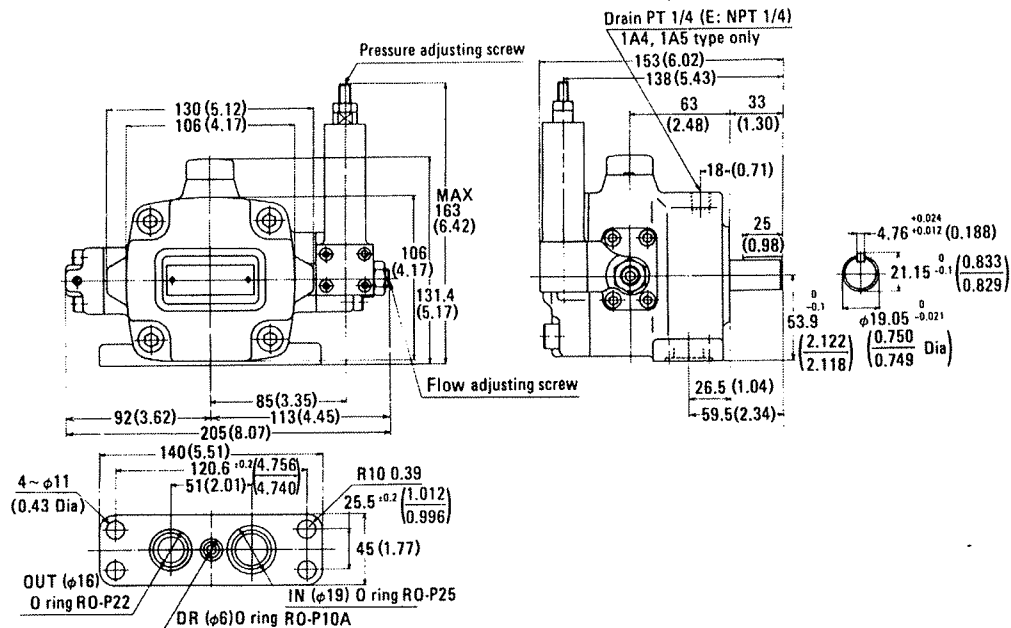 Drain PT 1/4 (E: NPT 1/4)
1A4, 1A5 type only
153(6.02)
138(5.43)
63
(2.48)
33
(1.30)
18-(0.71)
25
(0.98)
Pressure adjusting screw
130(5.12)
106(4.17)
MAX
163
(6.42)
106
(4.17)
131.4
(5.17)
Flow adjusting screw
85(3.35)
92(3.62)
113(4.45)
205(8.07)
4.76 +0.024 +0.012 (0.188)
21.15 0 -0.1 (0.833 0.829)
φ19.05 0 -0.021
(0.750 0.749 Dia)
53.9 0 -0.1
(2.122 2.118)
26.5 (1.04)
59.5(2.34)
140(5.51)
120.6 ±0.2 (4.756 4.740)
51(2.01)
4~φ11
(0.43 Dia)
R10 0.39
25.5 ±0.2 (1.012 0.996)
45 (1.77)
OUT (φ16)
O ring RO-P22
IN (φ19) O ring RO-P25
DR (φ6)O ring RO-P10A